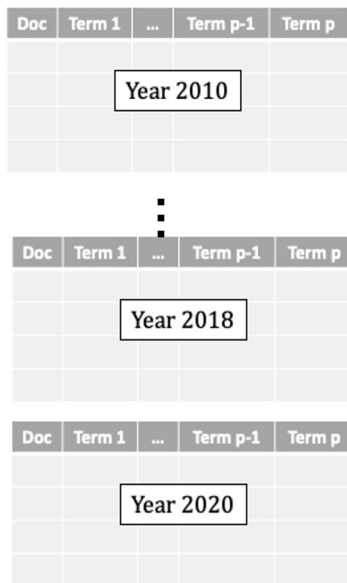 Doc Term 1 ... Term p-1 Term p
Year 2010
Doc Term 1 ... Term p-1 Term p
Year 2018
Doc Term 1 ... Term p-1 Term p
Year 2020